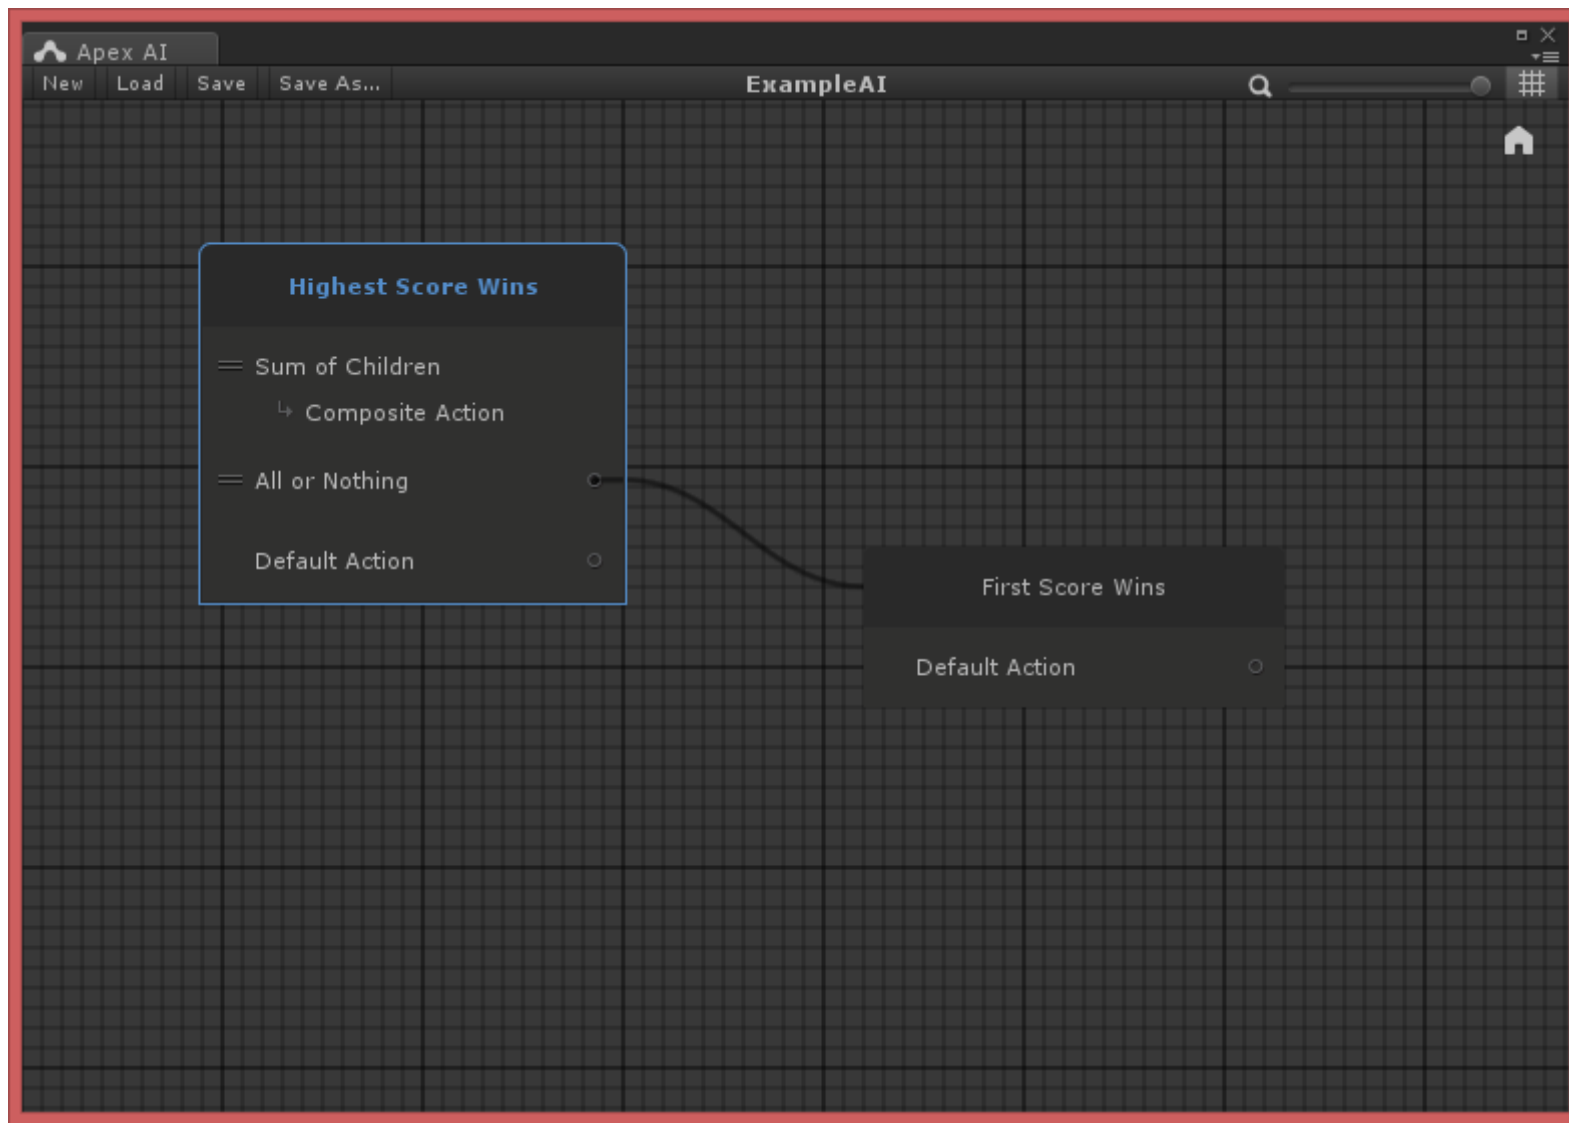 Apex AI
New Load Save Save As... ExampleAI
Highest Score Wins
Sum of Children
Composite Action
All or Nothing
Default Action
First Score Wins
Default Action